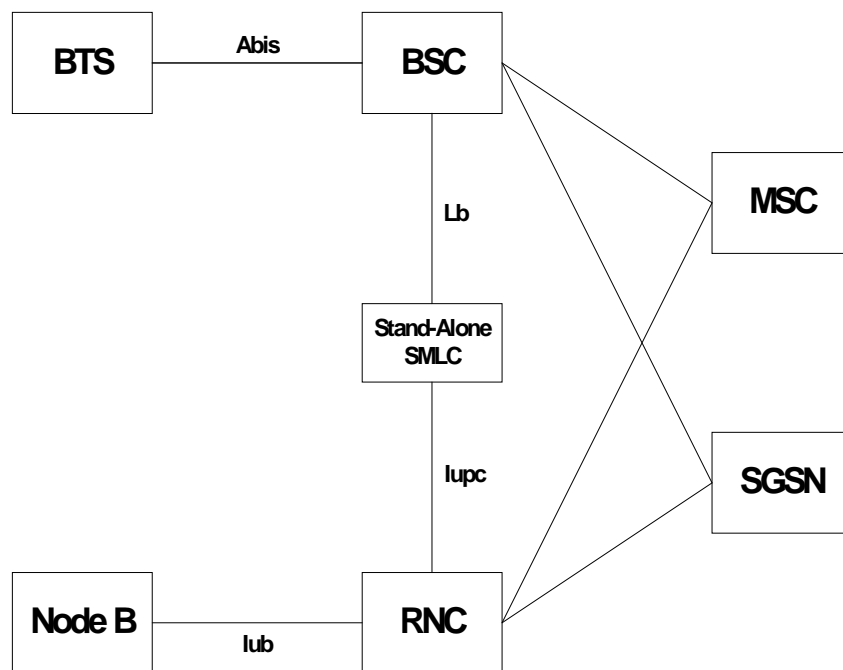 BTS
Abis
BSC
MSC
Lb
Stand-Alone
SMLC
Iupc
SGSN
Node B
Iub
RNC